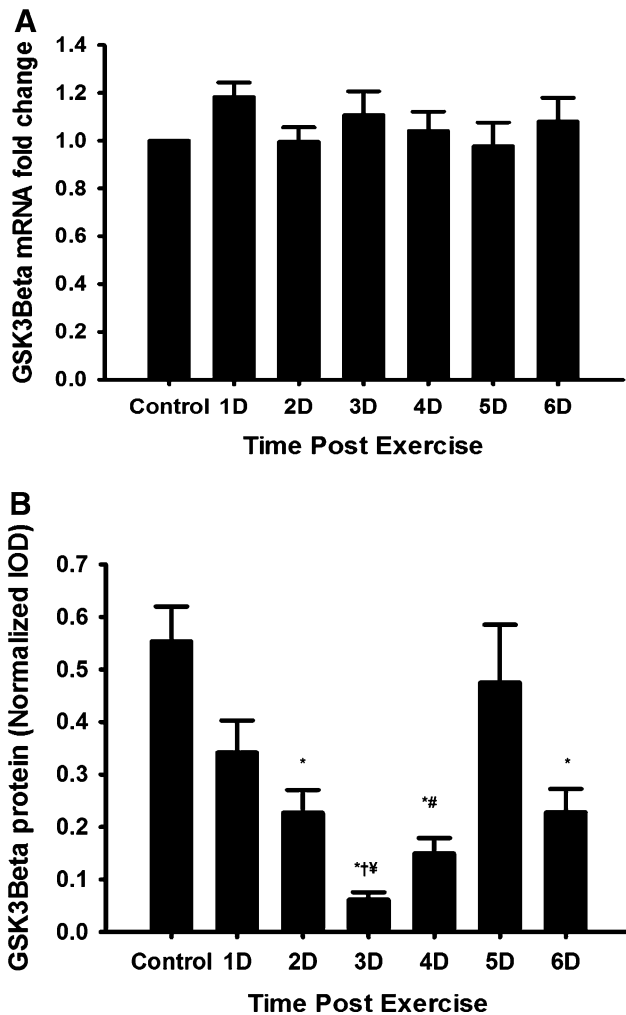 A
GSK3Beta mRNA fold change
1.4
1.2
1.0
0.8
0.6
0.4
0.2
0.0
Control 1D 2D 3D 4D 5D 6D
Time Post Exercise
B
GSK3Beta protein (Normalized IOD)
0.7
0.6
0.5
0.4
0.3
0.2
0.1
0.0
*
*†¥
*#
*
Control 1D 2D 3D 4D 5D 6D
Time Post Exercise